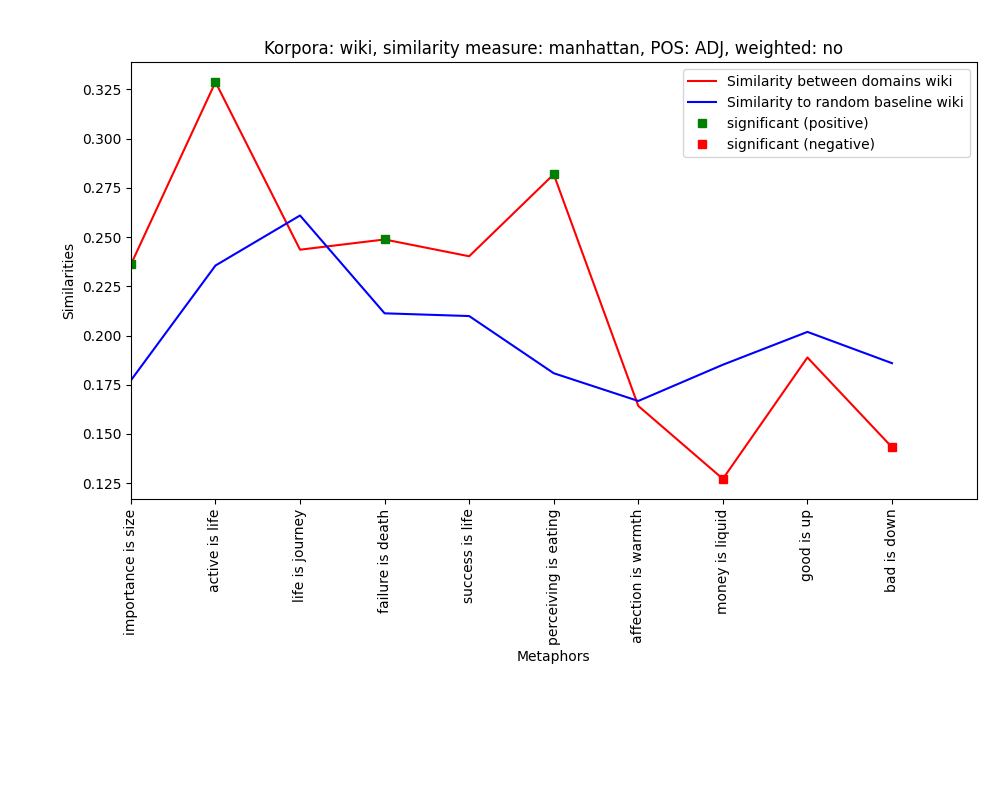 Korpora: wiki, similarity measure: manhattan, POS: ADJ, weighted: no
Similarity between domains wiki
Similarity to random baseline wiki
significant (positive)
significant (negative)
Similarities
0.325
0.300
0.275
0.250
0.225
0.200
0.175
0.150
0.125
importance is size
active is life
life is journey
failure is death
success is life
perceiving is eating
affection is warmth
money is liquid
good is up
bad is down
Metaphors